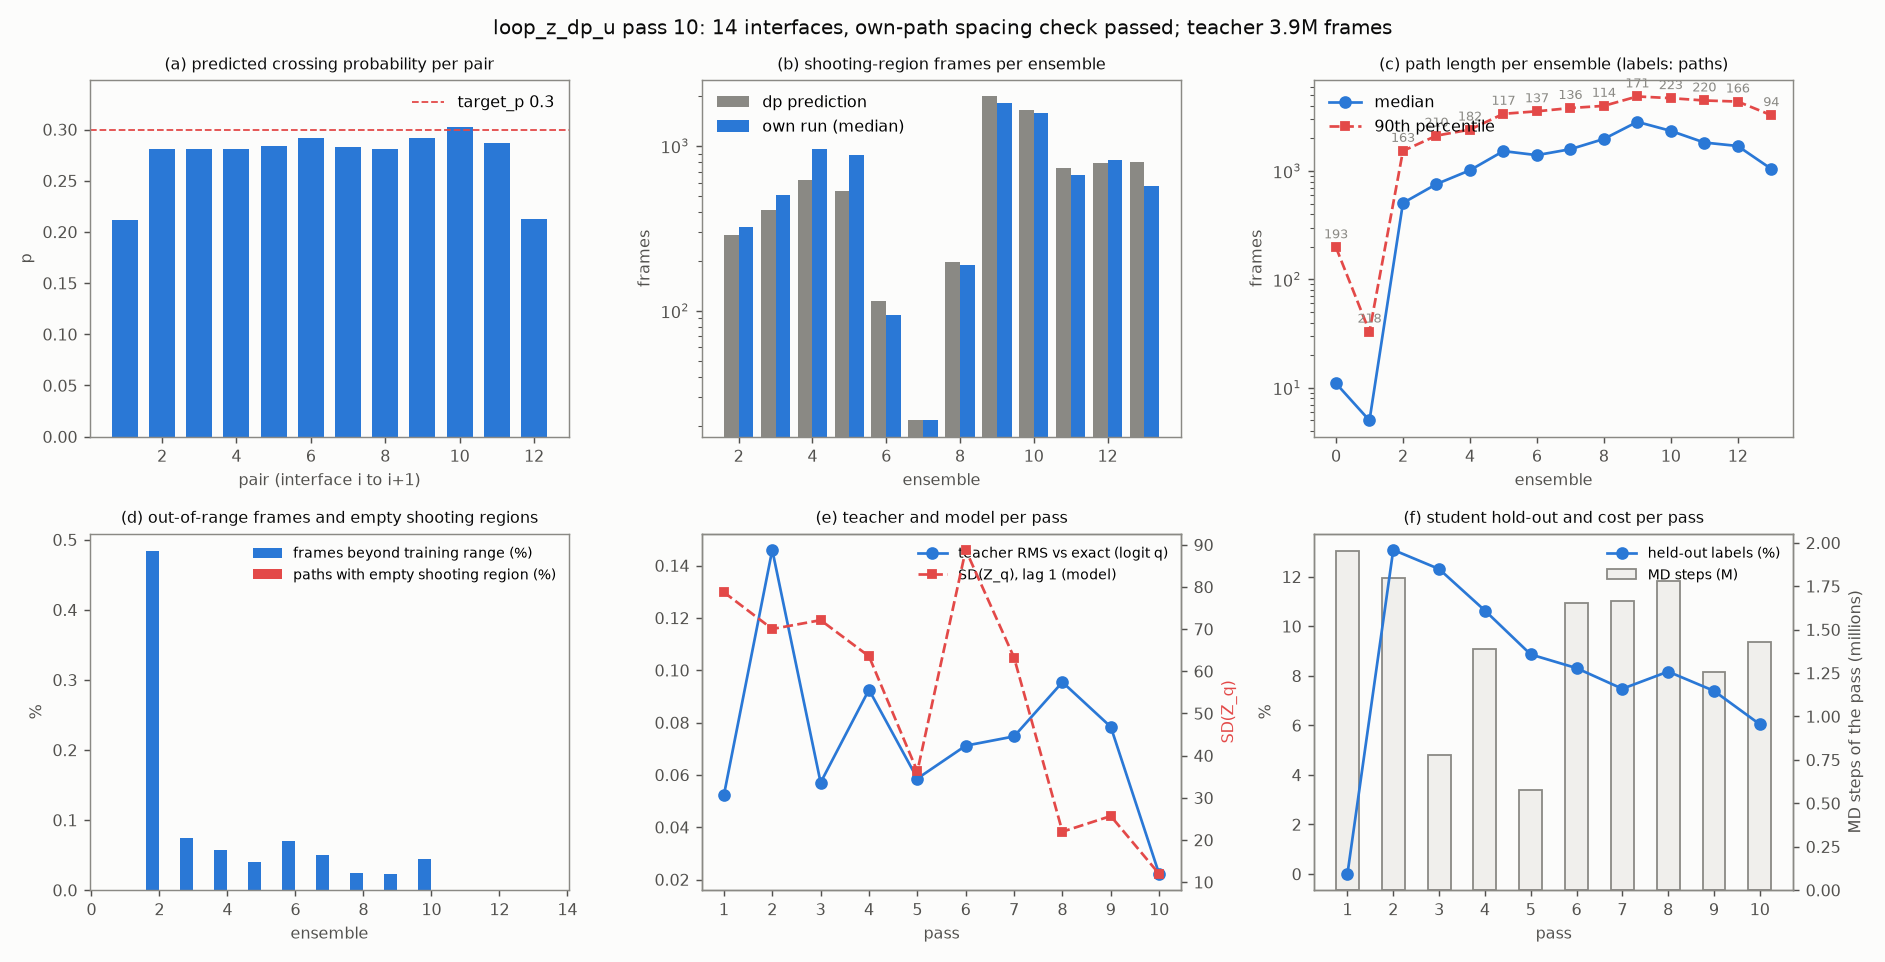 loop_z_dp_u pass 10: 14 interfaces, own-path spacing check passed; teacher 3.9M frames
(a) predicted crossing probability per pair
target_p 0.3
0.30
0.25
0.20
0.15
0.10
0.05
0.00
p
2 4 6 8 10 12
pair (interface i to i+1)
(b) shooting-region frames per ensemble
dp prediction
own run (median)
10³
10²
frames
2 4 6 8 10 12
ensemble
(c) path length per ensemble (labels: paths)
median
90th percentile
193
218
163
210
182
117
137
136
114
171
223
220
166
94
10³
10²
10¹
frames
0 2 4 6 8 10 12
ensemble
(d) out-of-range frames and empty shooting regions
frames beyond training range (%)
paths with empty shooting region (%)
0.5
0.4
0.3
0.2
0.1
0.0
%
0 2 4 6 8 10 12 14
ensemble
(e) teacher and model per pass
teacher RMS vs exact (logit q)
SD(Z_q), lag 1 (model)
0.14
0.12
0.10
0.08
0.06
0.04
0.02
90
80
70
60
50
40
30
20
10
SD(Z_q)
1 2 3 4 5 6 7 8 9 10
pass
(f) student hold-out and cost per pass
held-out labels (%)
MD steps (M)
12
10
8
6
4
2
0
%
2.00
1.75
1.50
1.25
1.00
0.75
0.50
0.25
0.00
MD steps of the pass (millions)
1 2 3 4 5 6 7 8 9 10
pass